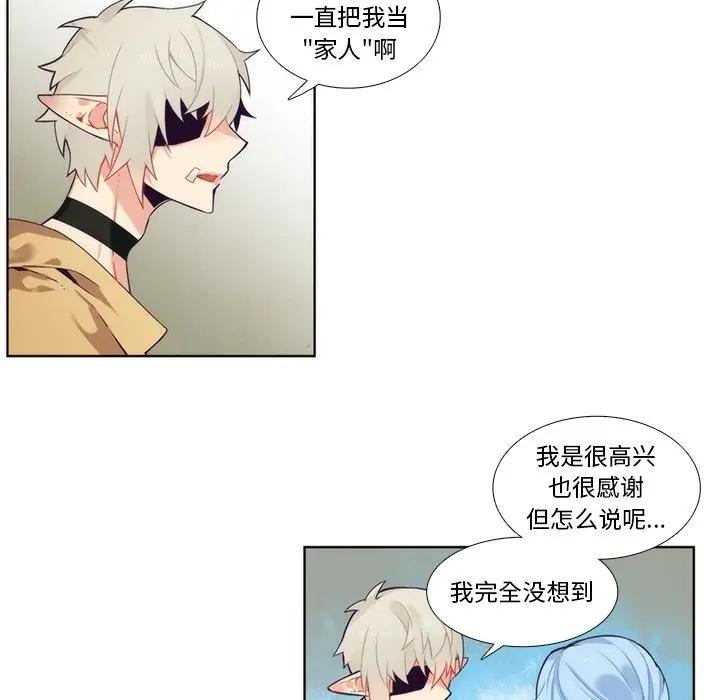 一直把我当
"家人"啊
我是很高兴
也很感谢
但怎么说呢...
我完全没想到